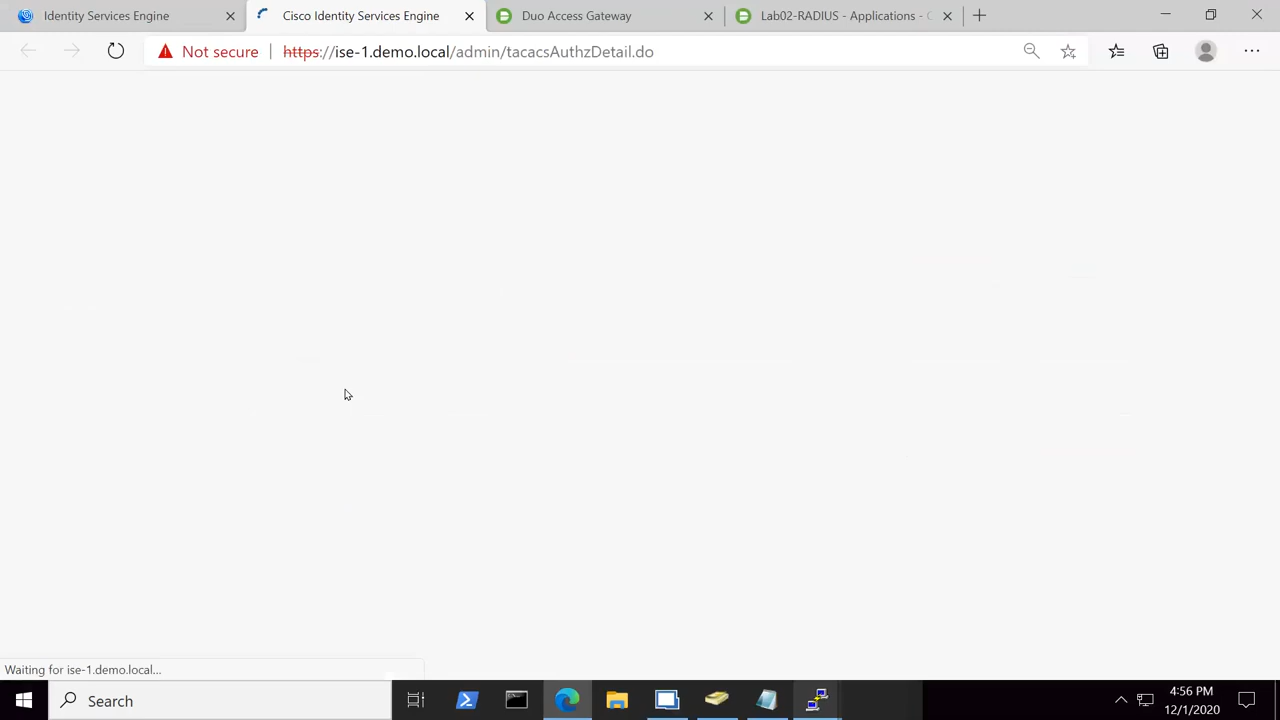 Identity Services Engine
Cisco Identity Services Engine
Duo Access Gateway
Lab02-RADIUS - Applications - 
Not secure
https://ise-1.demo.local/admin/tacacsAuthzDetail.do
Waiting for ise-1.demo.local...
Search
4:56 PM
12/1/2020